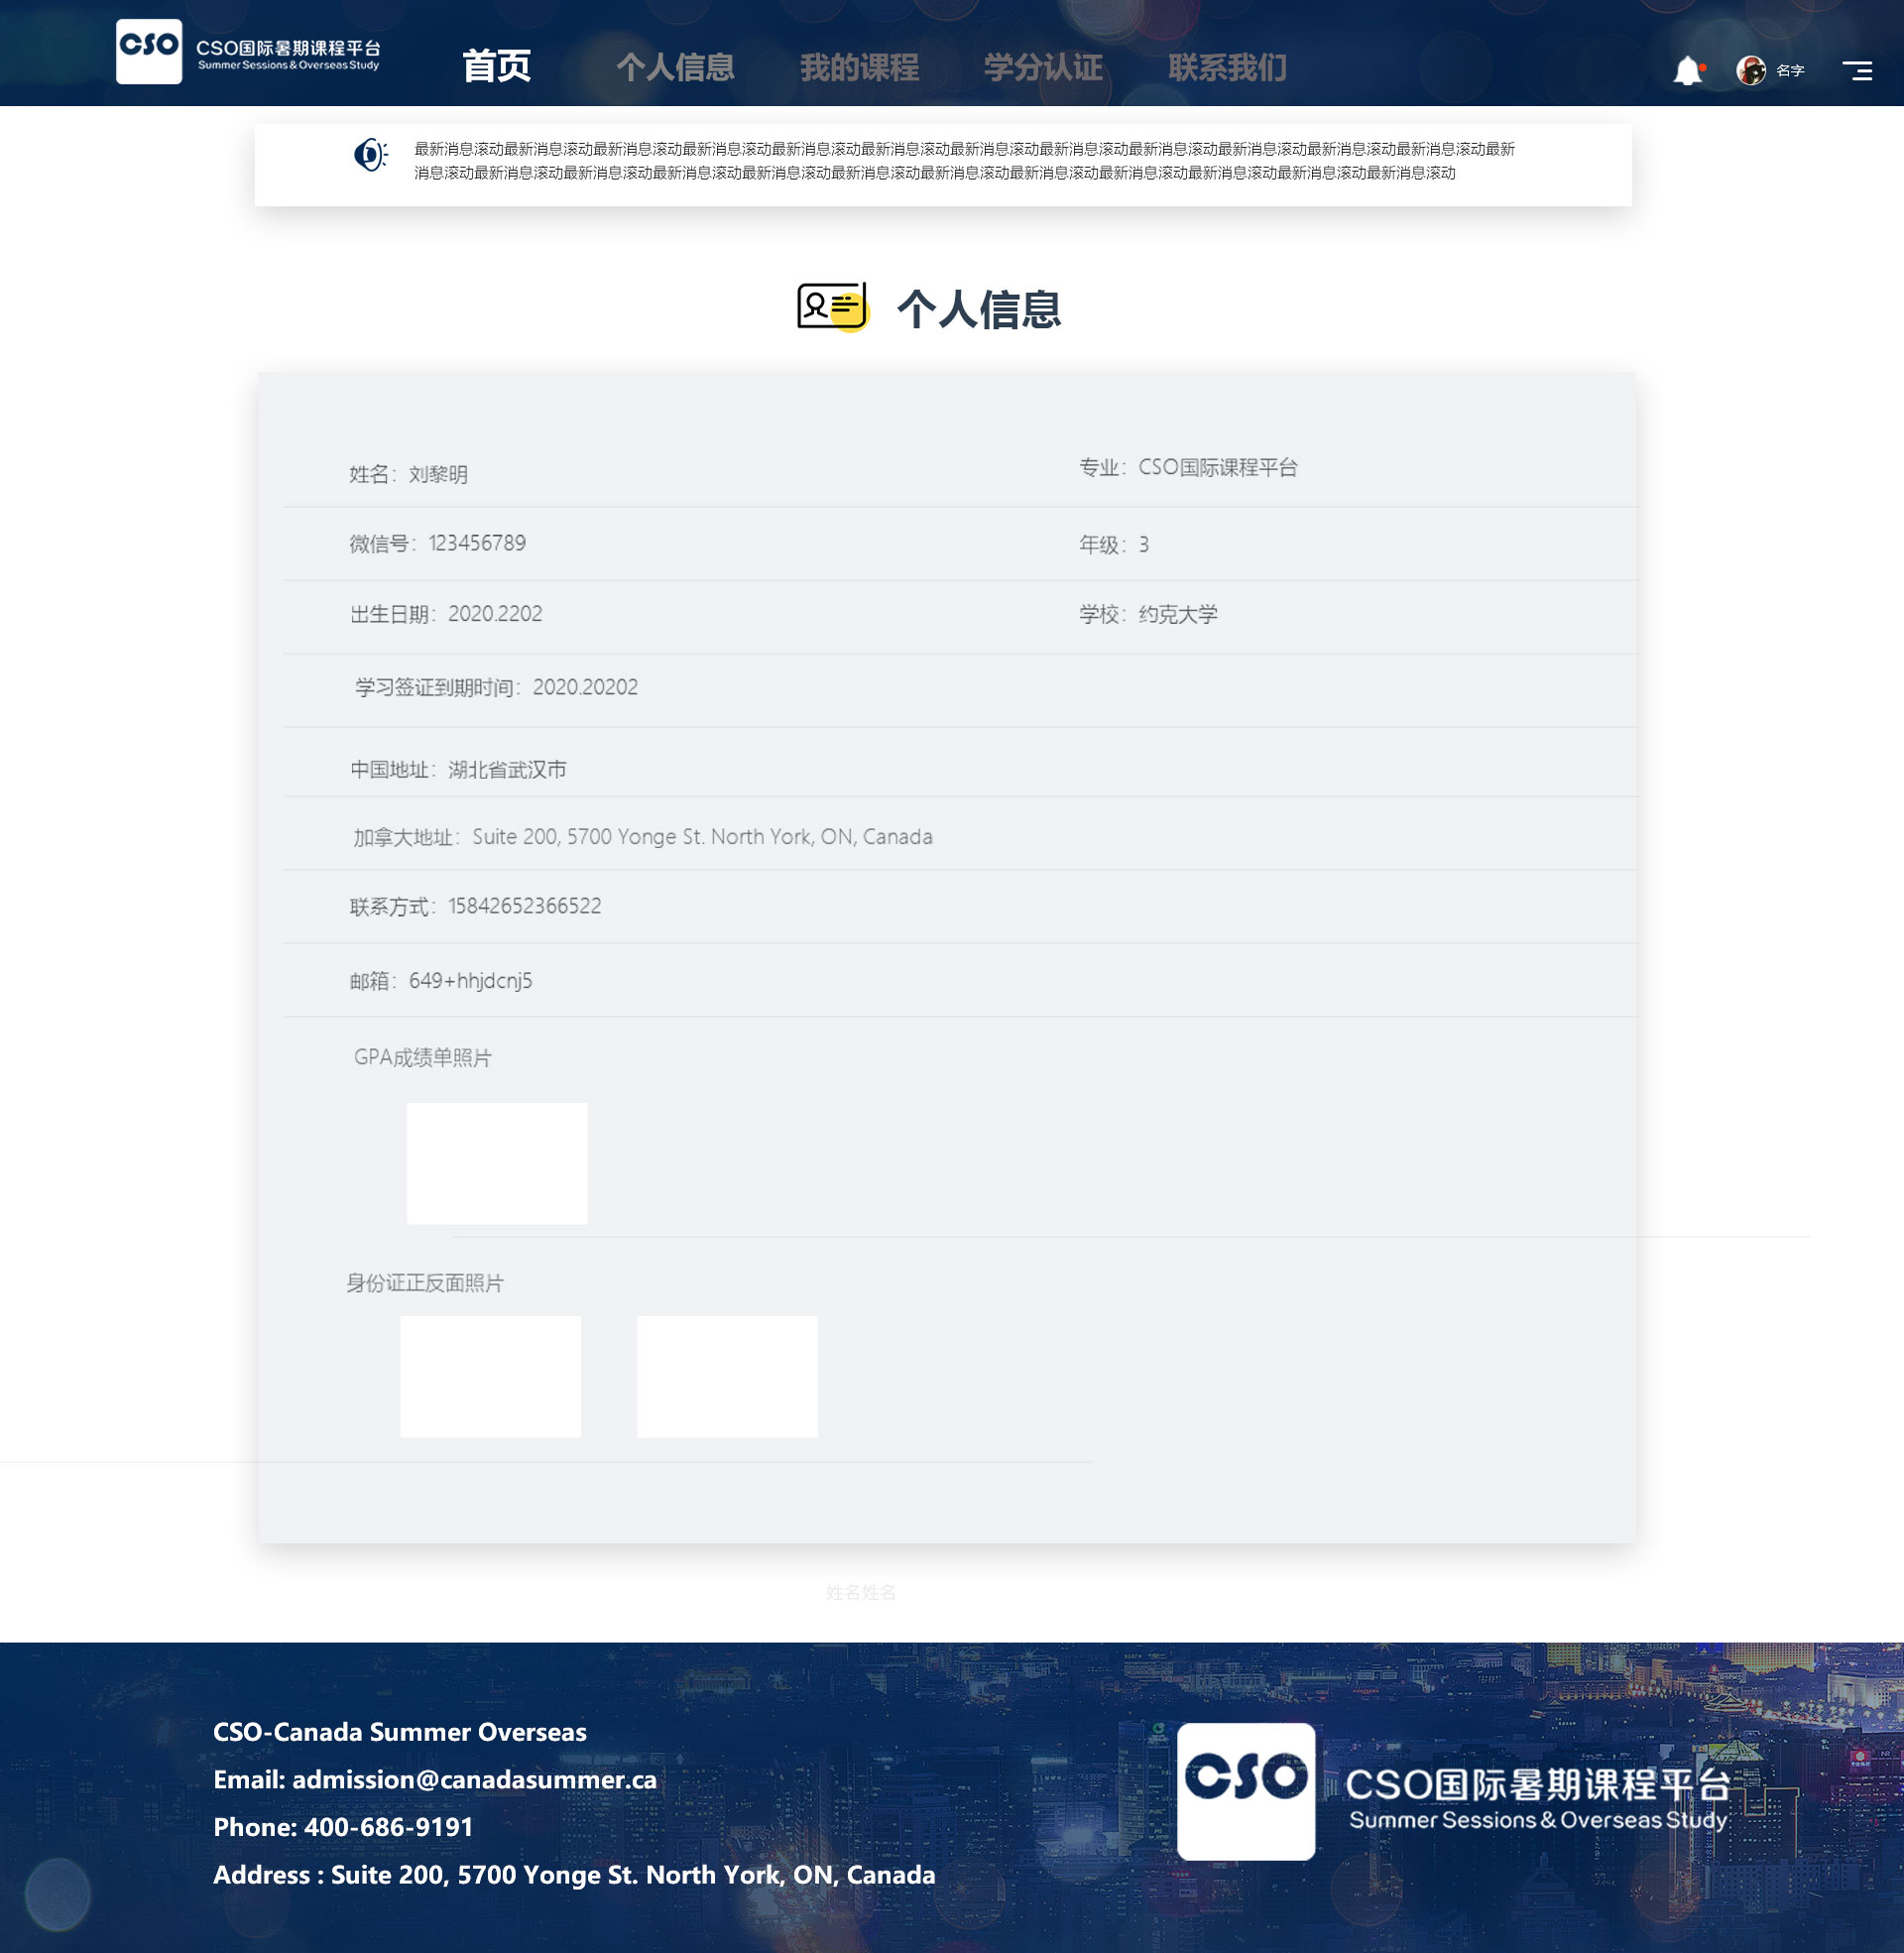 CSO
CSO国际暑期课程平台
Summer Sessions & Overseas Study
首页
个人信息
我的课程
学分认证
联系我们
名字
最新消息滚动最新消息滚动最新消息滚动最新消息滚动最新消息滚动最新消息滚动最新消息滚动最新消息滚动最新消息滚动最新消息滚动最新消息滚动最新消息滚动最新
消息滚动最新消息滚动最新消息滚动最新消息滚动最新消息滚动最新消息滚动最新消息滚动最新消息滚动最新消息滚动最新消息滚动最新消息滚动最新消息滚动
个人信息
姓名：刘黎明
专业：CSO国际课程平台
微信号：123456789
年级：3
出生日期：2020.2202
学校：约克大学
学习签证到期时间：2020.20202
中国地址：湖北省武汉市
加拿大地址：Suite 200, 5700 Yonge St. North York, ON, Canada
联系方式：15842652366522
邮箱：649+hhjdcnj5
GPA成绩单照片
身份证正反面照片
姓名姓名
CSO-Canada Summer Overseas
Email: admission@canadasummer.ca
Phone: 400-686-9191
Address : Suite 200, 5700 Yonge St. North York, ON, Canada
CSO
CSO国际暑期课程平台
Summer Sessions & Overseas Study